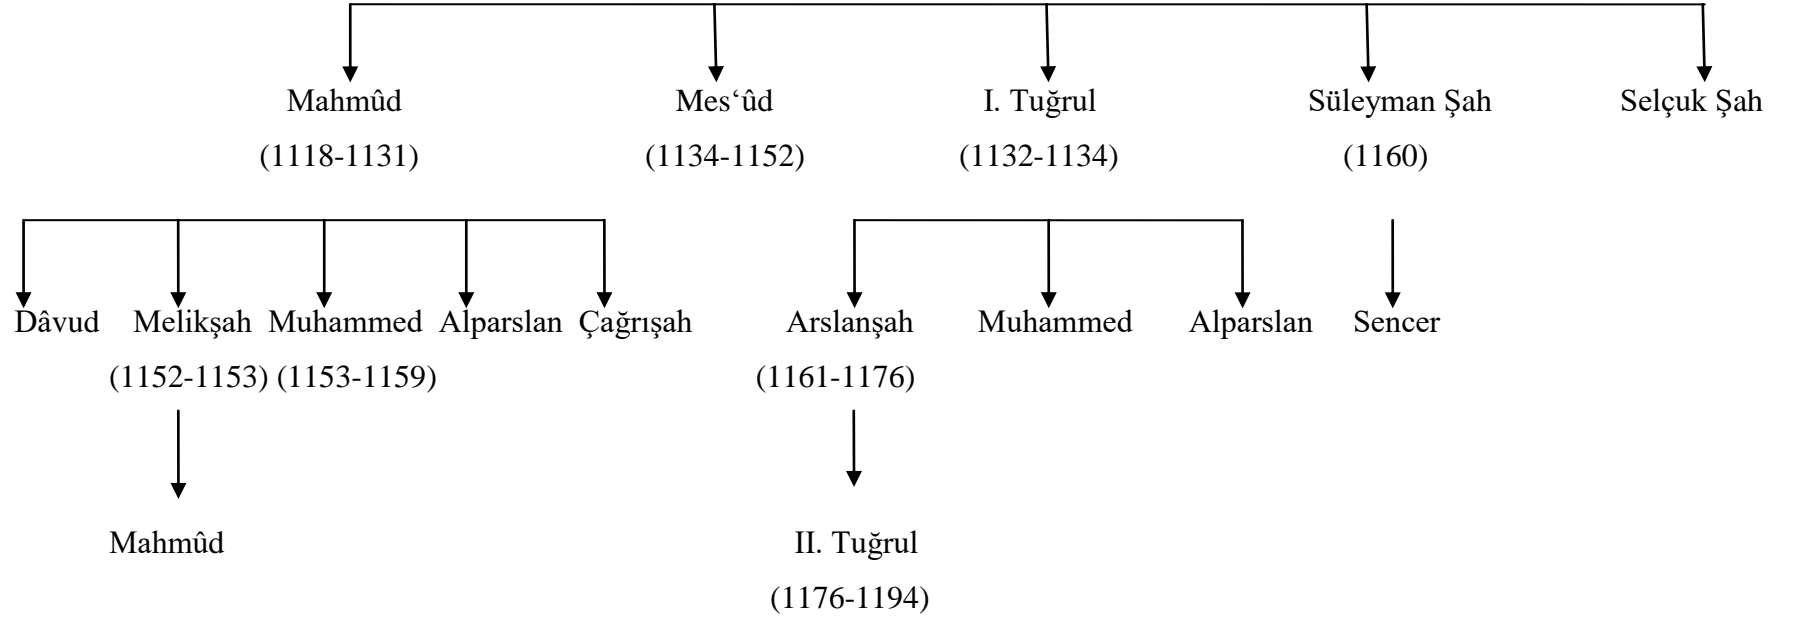 Mahmûd Mes‘ûd I. Tuğrul Süleyman Şah Selçuk Şah
(1118-1131) (1134-1152) (1132-1134) (1160)
Dâvud Melikşah Muhammed Alparslan Çağrışah Arslanşah Muhammed Alparslan Sencer
(1152-1153) (1153-1159) (1161-1176)
Mahmûd II. Tuğrul
(1176-1194)